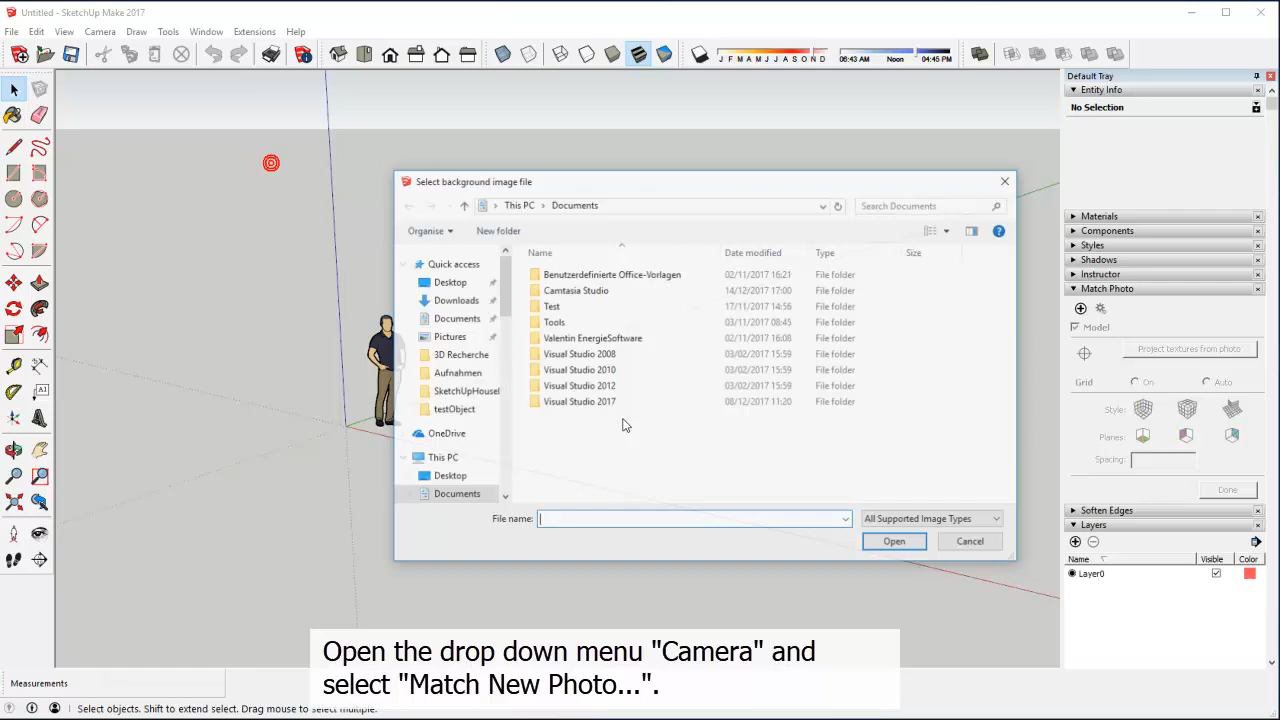 Untitled - SketchUp Make 2017
File Edit View Camera Draw Tools Window Extensions Help
J F M A M J J A S O N D
06:43 AM Noon 04:45 PM
Default Tray
Entity Info
No Selection
Materials
Components
Styles
Shadows
Instructor
Match Photo
Model
Project textures from photo
Grid On Auto
Style:
Planes:
Spacing:
Done
Soften Edges
Layers
Name Visible Color
Layer0
Select background image file
This PC > Documents
Search Documents
Organise New folder
Name Date modified Type Size
Quick access
Desktop
Downloads
Documents
Pictures
3D Recherche
Aufnahmen
SketchUpHousel
testObject
OneDrive
This PC
Desktop
Documents
Benutzerdefinierte Office-Vorlagen 02/11/2017 16:21 File folder
Camtasia Studio 14/12/2017 17:00 File folder
Test 17/11/2017 14:56 File folder
Tools 03/11/2017 08:45 File folder
Valentin EnergieSoftware 02/11/2017 16:08 File folder
Visual Studio 2008 03/02/2017 15:59 File folder
Visual Studio 2010 03/02/2017 15:59 File folder
Visual Studio 2012 03/02/2017 15:59 File folder
Visual Studio 2017 08/12/2017 11:20 File folder
File name: All Supported Image Types
Open Cancel
Open the drop down menu "Camera" and
select "Match New Photo...".
Measurements
Select objects. Shift to extend select. Drag mouse to select multiple.